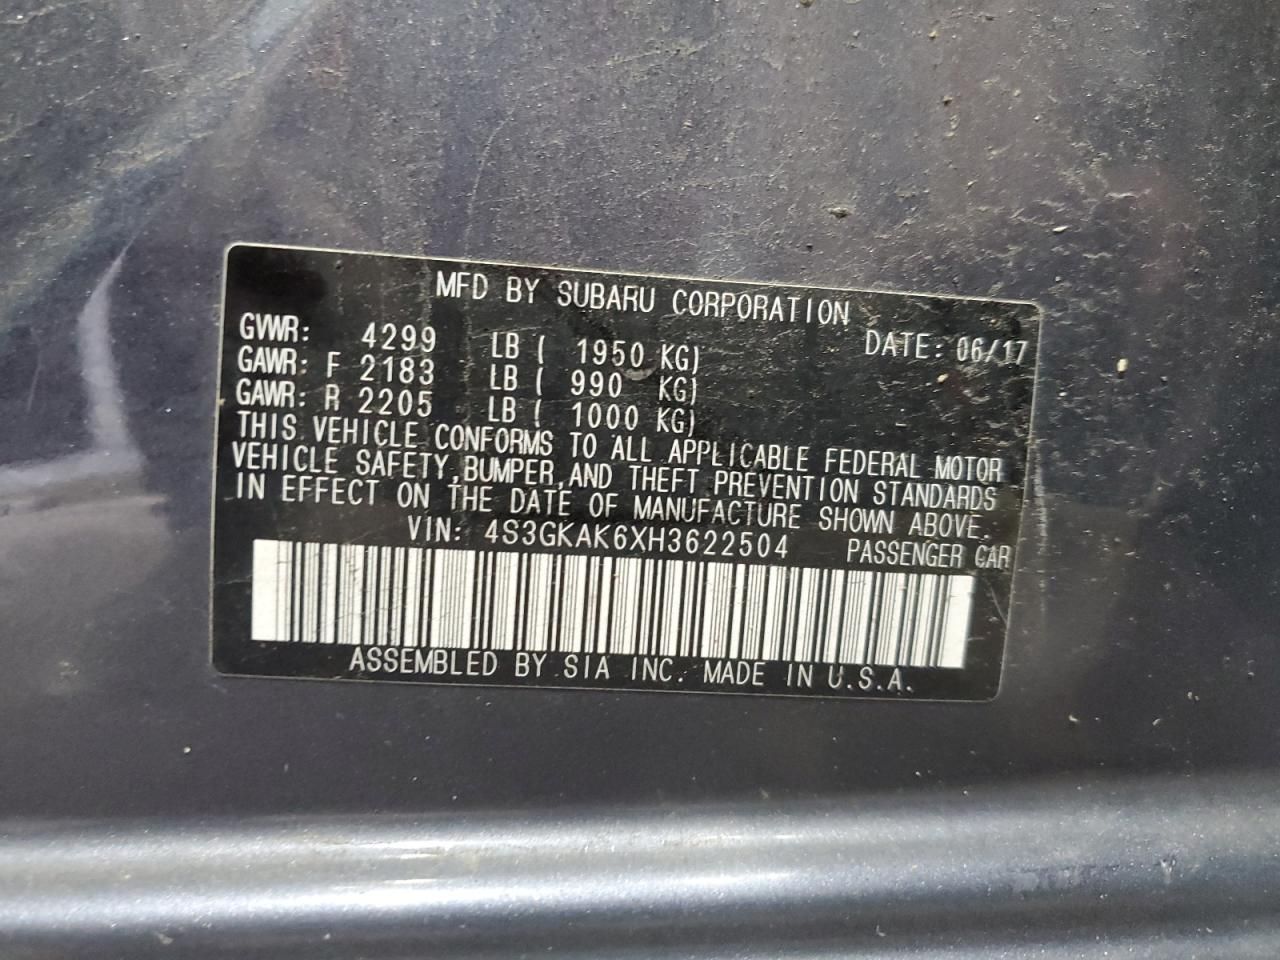 MFD BY SUBARU CORPORATION
GVWR: 4299 LB ( 1950 KG) DATE: 06/17
GAWR: F 2183 LB ( 990 KG)
GAWR: R 2205 LB ( 1000 KG)
THIS VEHICLE CONFORMS TO ALL APPLICABLE FEDERAL MOTOR
VEHICLE SAFETY,BUMPER,AND THEFT PREVENTION STANDARDS
IN EFFECT ON THE DATE OF MANUFACTURE SHOWN ABOVE.
VIN: 4S3GKAK6XH3622504 PASSENGER CAR
ASSEMBLED BY SIA INC. MADE IN U.S.A.